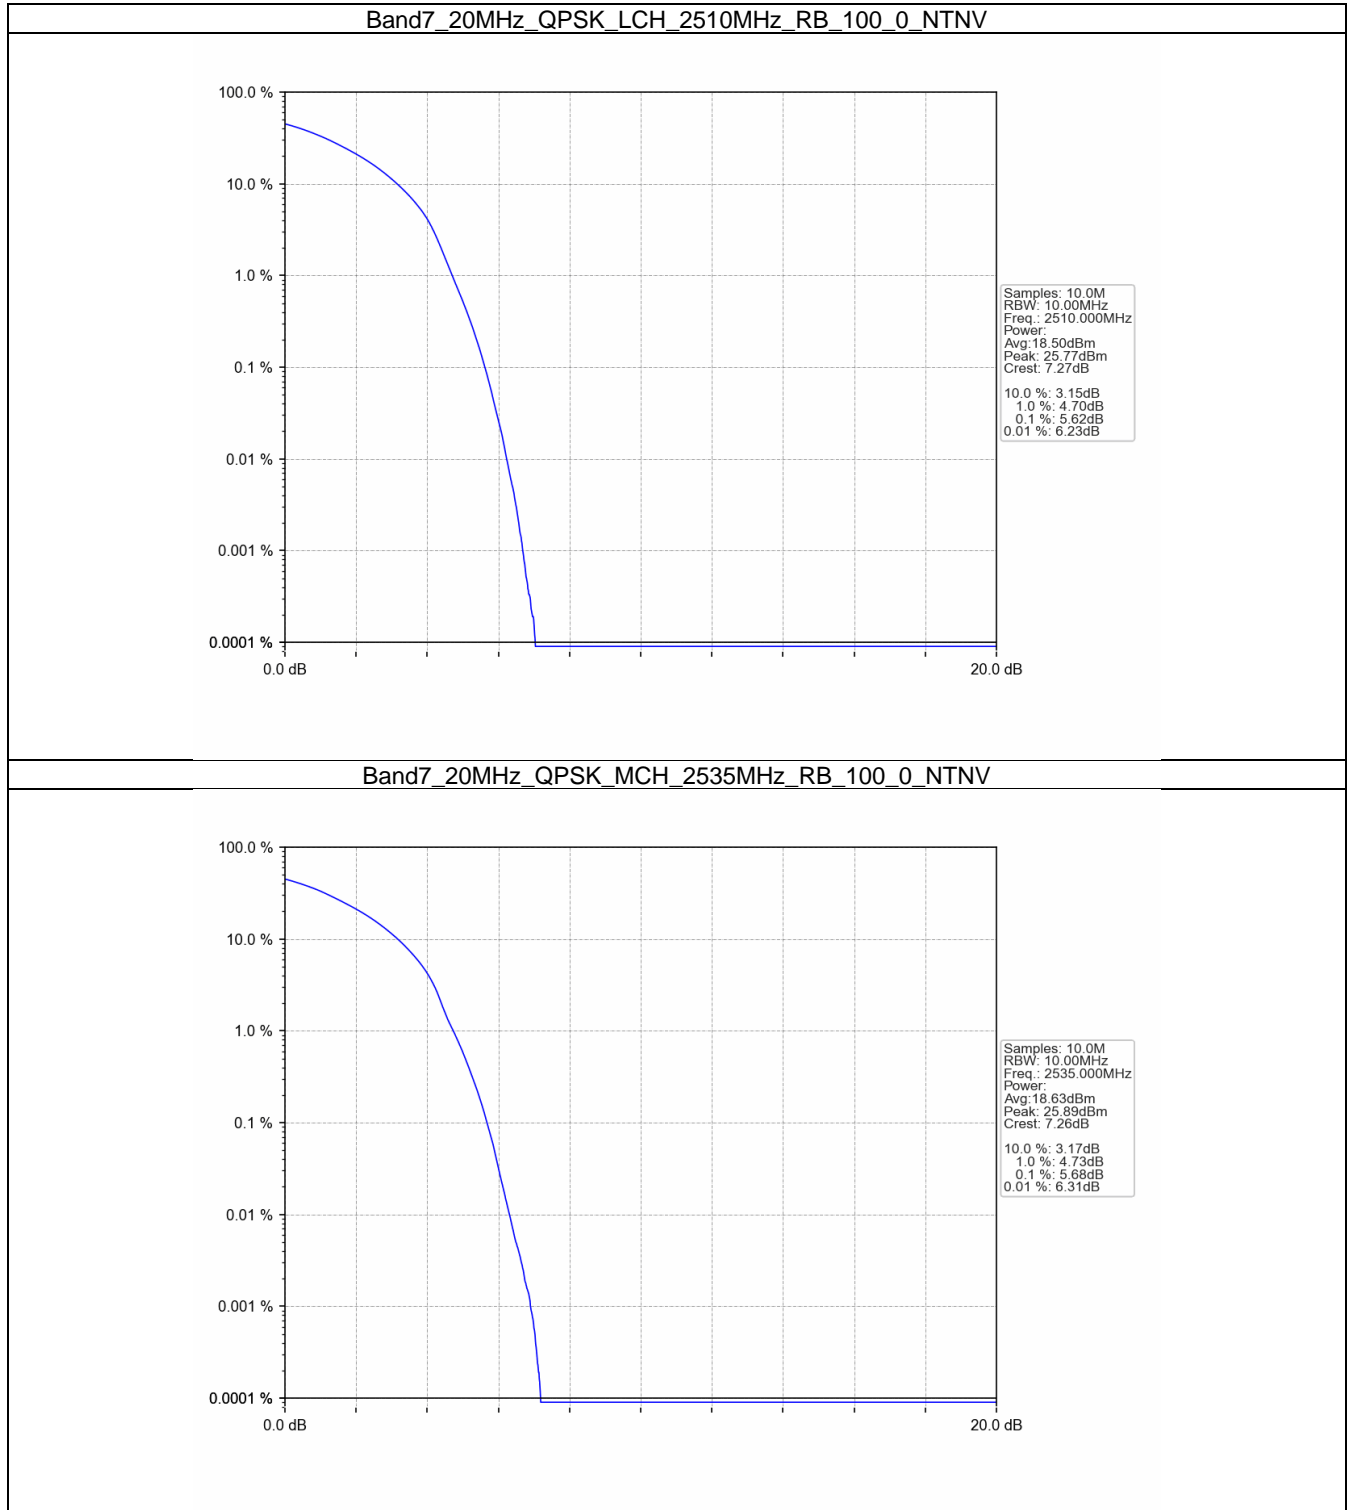 Band7_20MHz_QPSK_LCH_2510MHz_RB_100_0_NTNV
100.0 %
10.0 %
1.0 %
0.1 %
0.01 %
0.001 %
0.0001 %
0.0 dB
20.0 dB
Samples: 10.0M
RBW: 10.00MHz
Freq.: 2510.000MHz
Power:
Avg:18.50dBm
Peak: 25.77dBm
Crest: 7.27dB
10.0 %: 3.15dB
1.0 %: 4.70dB
0.1 %: 5.62dB
0.01 %: 6.23dB
Band7_20MHz_QPSK_MCH_2535MHz_RB_100_0_NTNV
100.0 %
10.0 %
1.0 %
0.1 %
0.01 %
0.001 %
0.0001 %
0.0 dB
20.0 dB
Samples: 10.0M
RBW: 10.00MHz
Freq.: 2535.000MHz
Power:
Avg:18.63dBm
Peak: 25.89dBm
Crest: 7.26dB
10.0 %: 3.17dB
1.0 %: 4.73dB
0.1 %: 5.68dB
0.01 %: 6.31dB